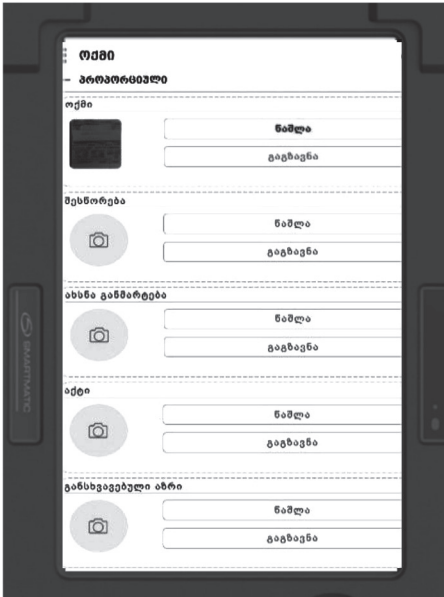 ოქმი
პროპორციული
ოქმი
წაშლა
გაგზავნა
შესწორება
წაშლა
გაგზავნა
ახსნა განმარტება
წაშლა
გაგზავნა
აქტი
წაშლა
გაგზავნა
განსხვავებული აზრი
წაშლა
გაგზავნა
SMARTMATIC